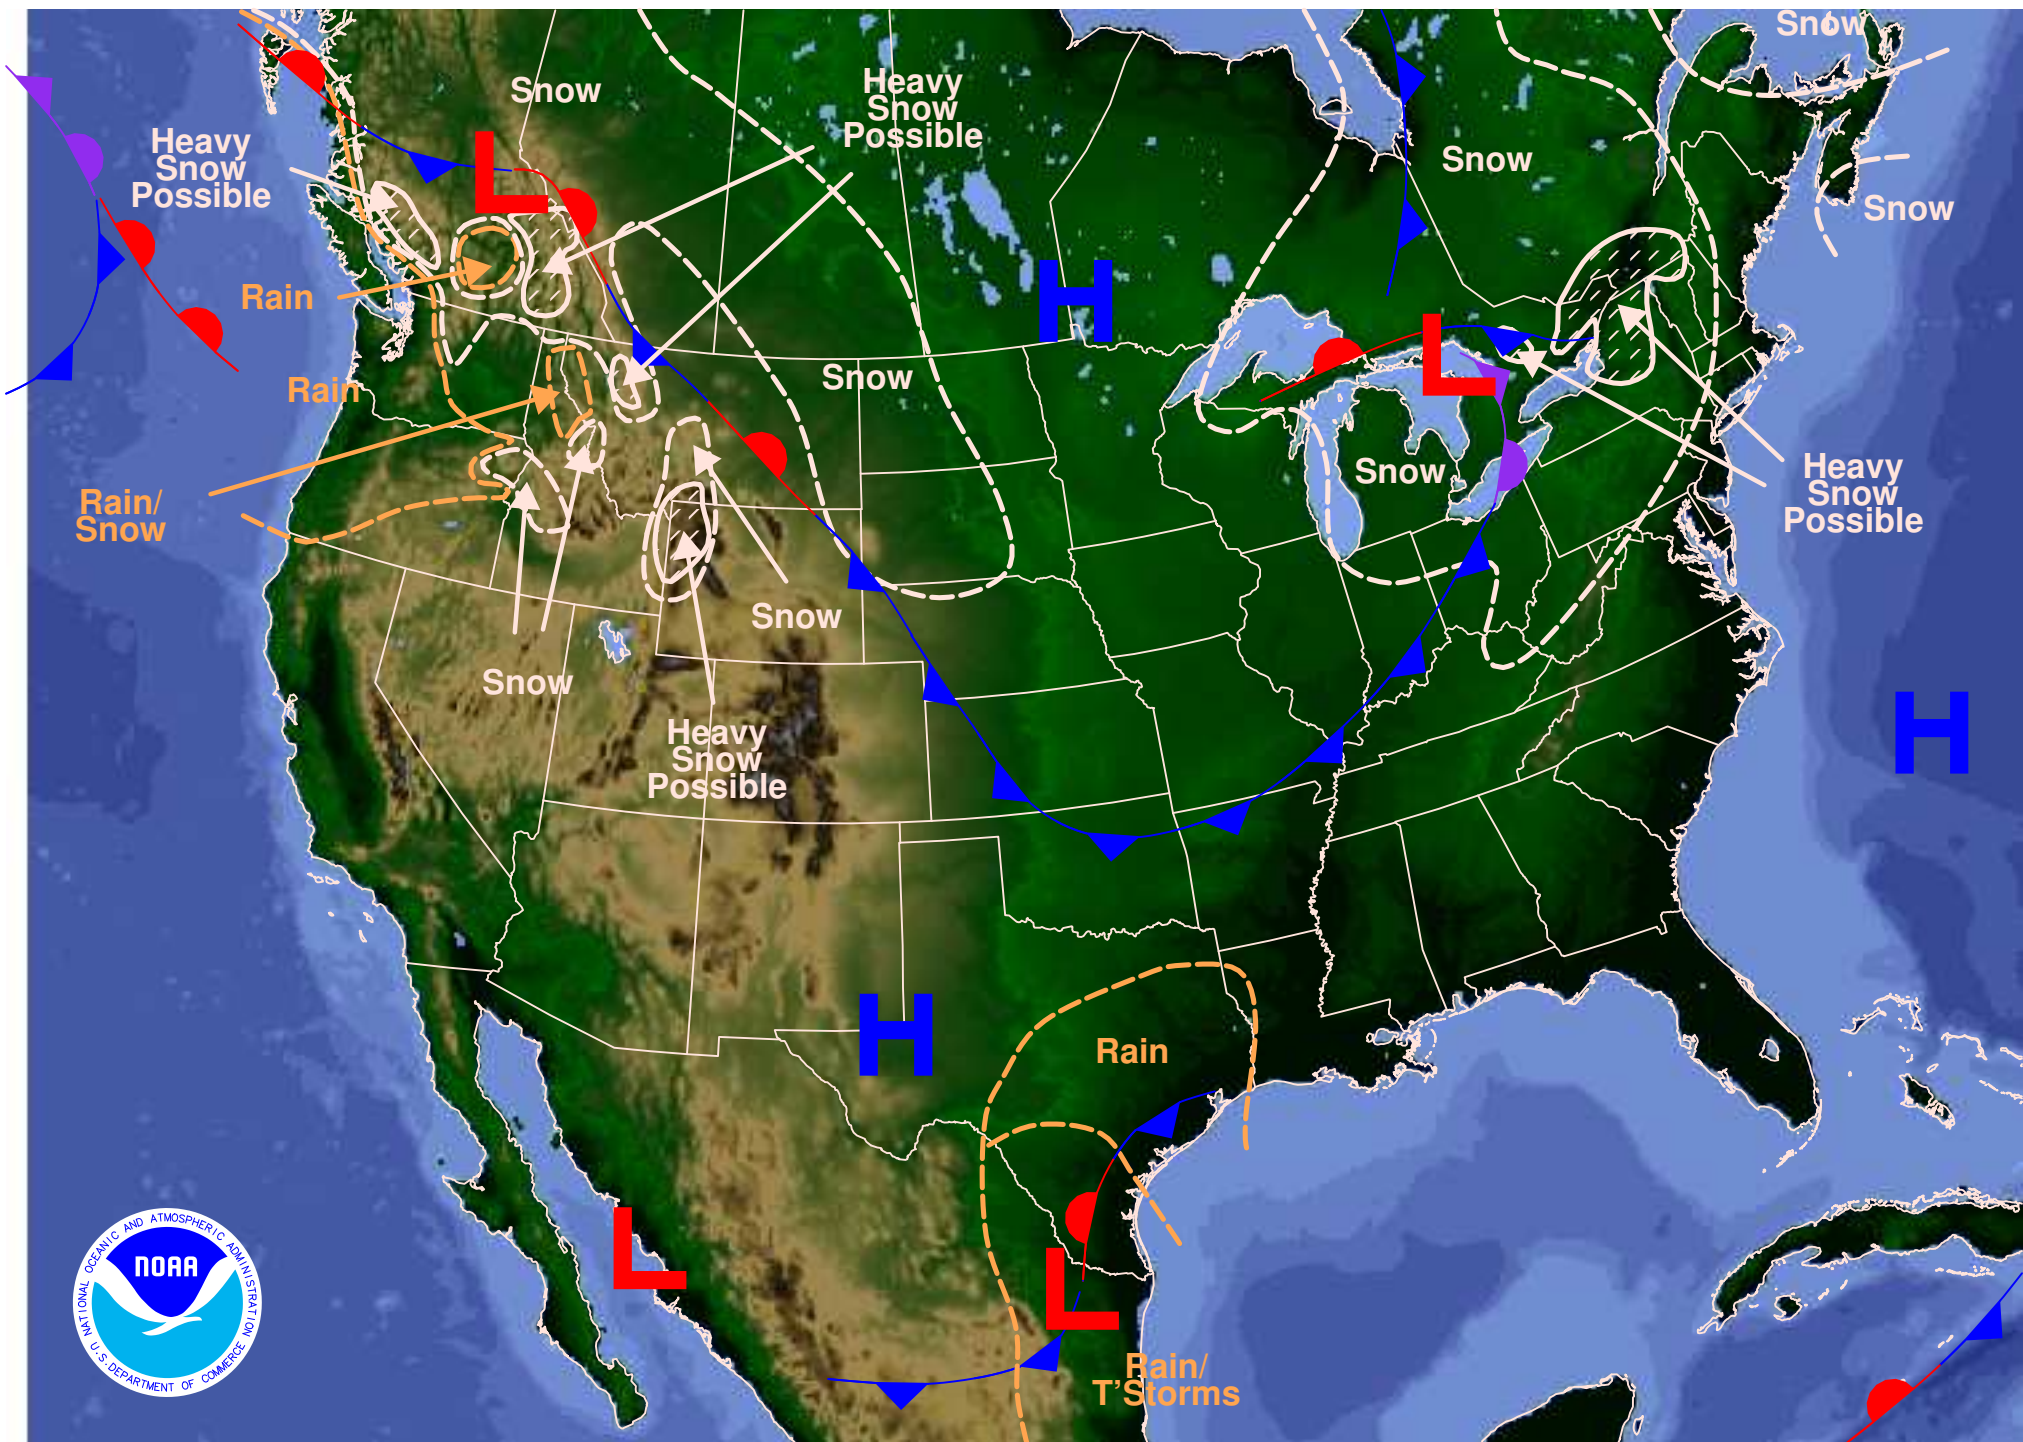 Snow
Snow
Heavy
Snow
Possible
Heavy
Snow
Possible
L
Snow
Snow
Rain
H
L
Rain
Snow
Snow
Heavy
Snow
Possible
Rain/
Snow
Snow
Snow
Heavy
Snow
Possible
H
H
Rain
L
L
Rain/
T'Storms
NATIONAL OCEANIC AND ATMOSPHERIC ADMINISTRATION
NOAA
U.S. DEPARTMENT OF COMMERCE